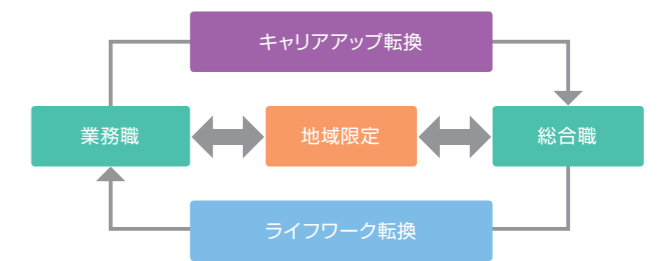 キャリアアップ転換
業務職
地域限定
総合職
ライフワーク転換